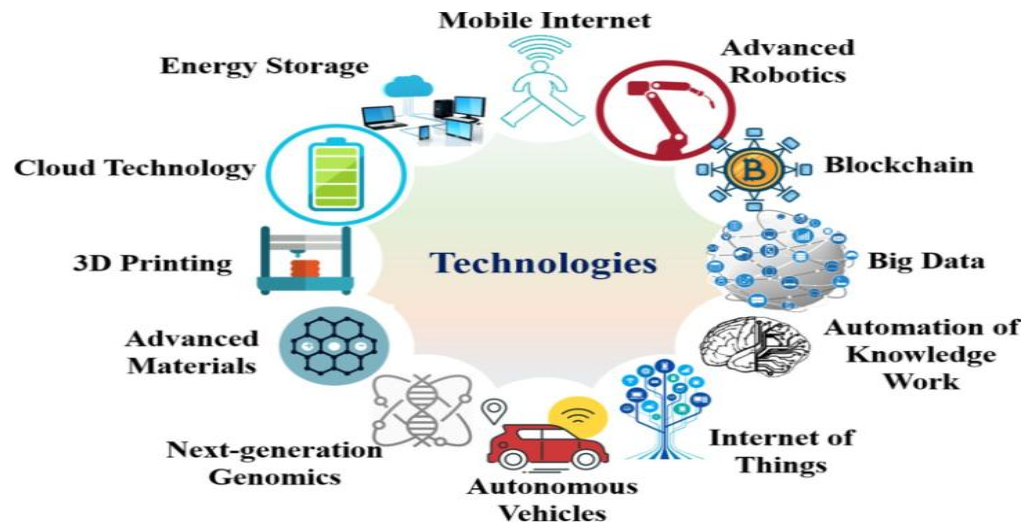 Mobile Internet
Advanced
Robotics
Energy Storage
Blockchain
Cloud Technology
Technologies
Big Data
3D Printing
Automation of
Knowledge
Work
Advanced
Materials
Internet of
Things
Next-generation
Genomics
Autonomous
Vehicles